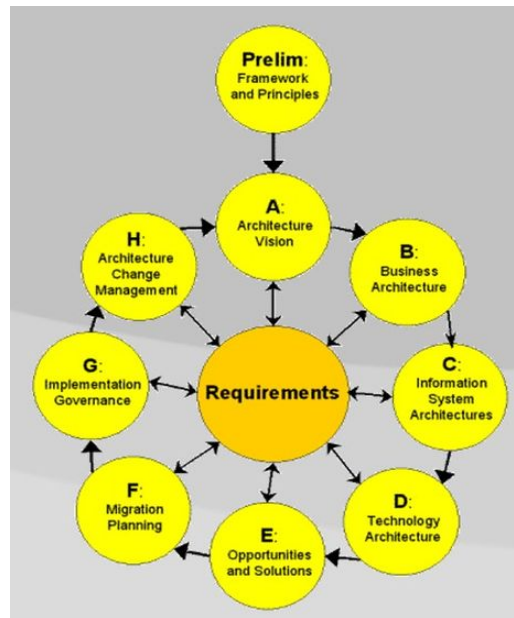 Prelim:
Framework
and Principles
A:
Architecture
Vision
H:
Architecture
Change
Management
B:
Business
Architecture
G:
Implementation
Governance
Requirements
C:
Information
System
Architectures
F:
Migration
Planning
D:
Technology
Architecture
E:
Opportunities
and Solutions